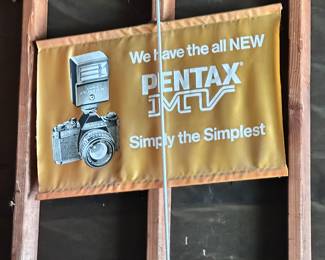 We have the all NEW
PENTAX®
MV
Simply the Simplest